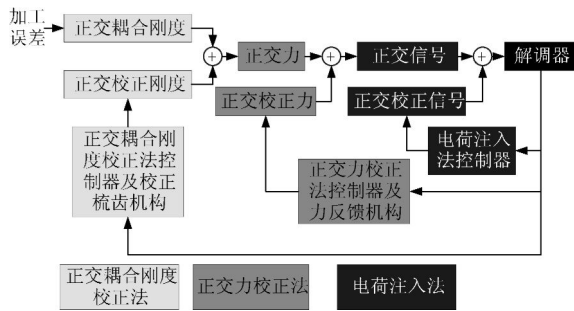 加工
误差
正交耦合刚度
正交力
正交信号
解调器
正交校正刚度
正交校正力
正交校正信号
正交耦合刚
度校正法控
制器及校正
梳齿机构
电荷注入
法控制器
正交力校正
法控制器及
力反馈机构
正交耦合刚度
校正法
正交力校正法
电荷注入法